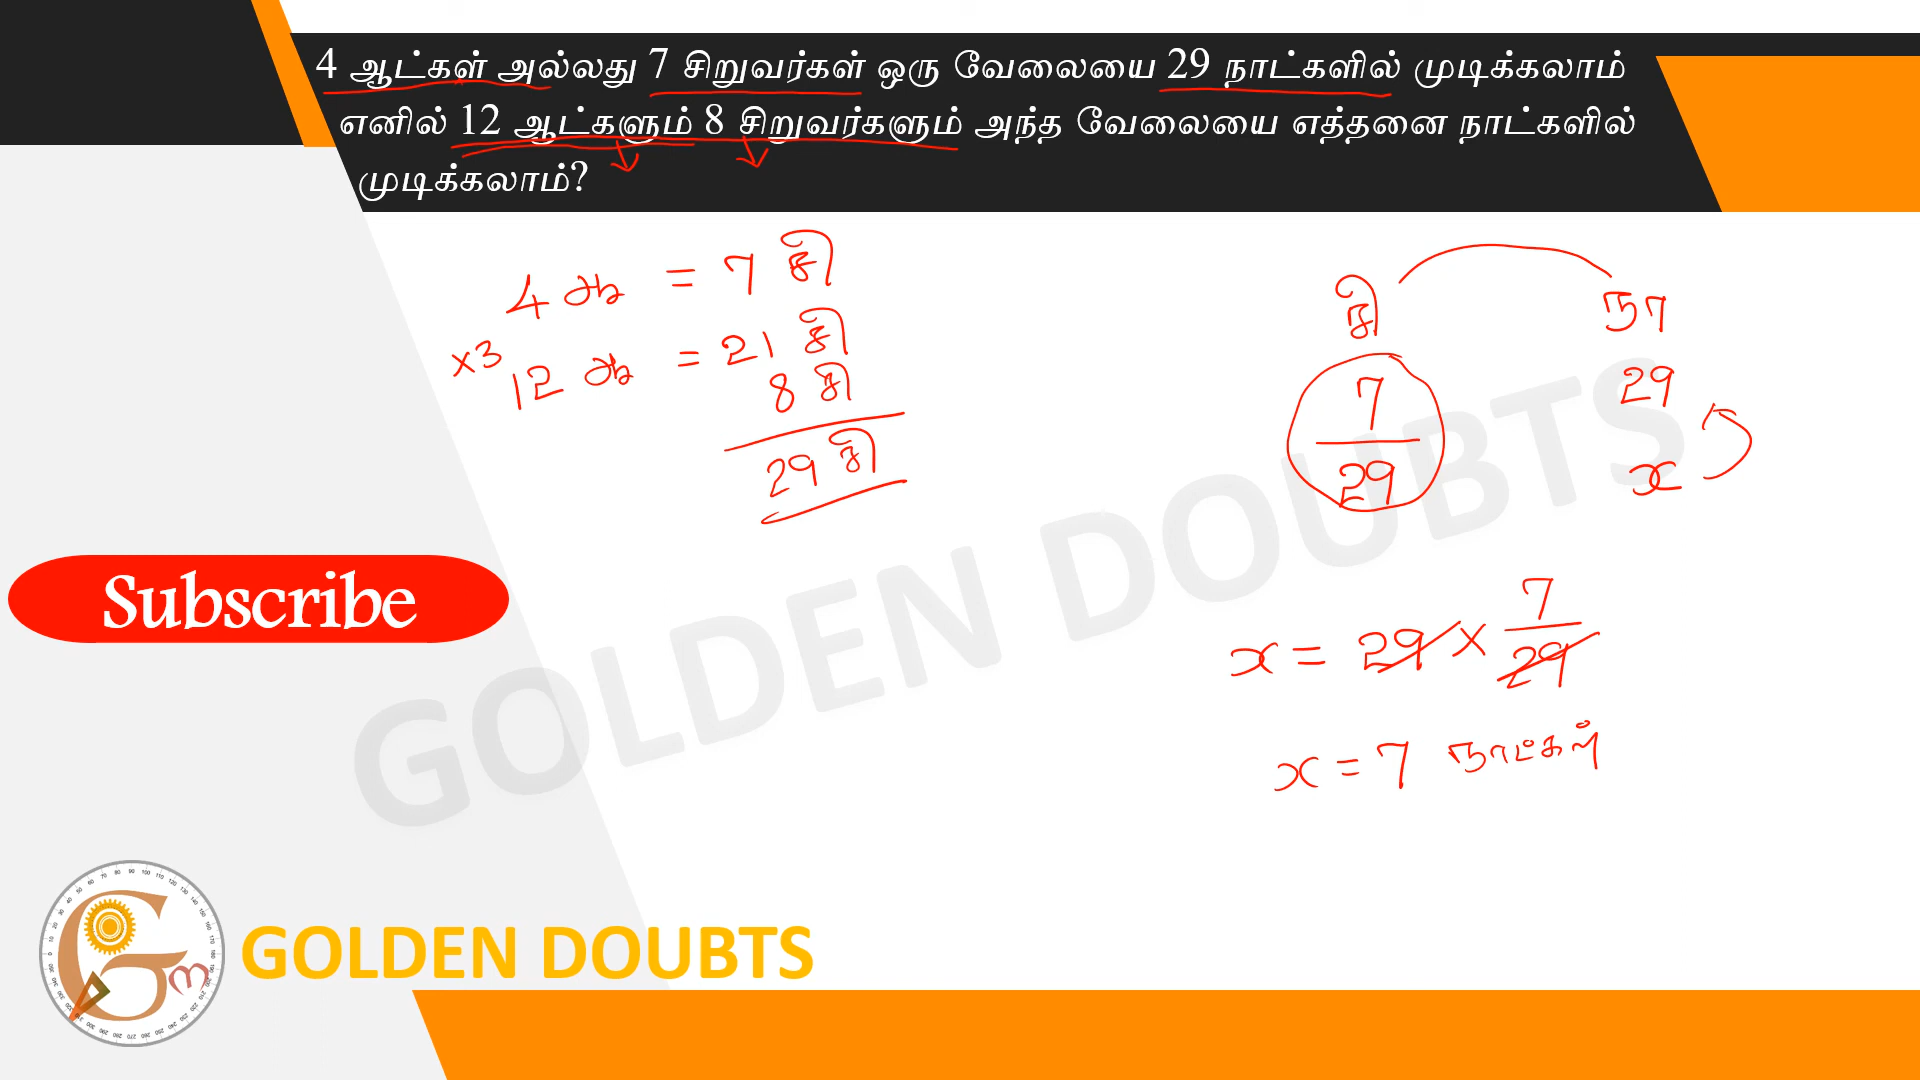 4 ஆட்கள் அல்லது 7 சிறுவர்கள் ஒரு வேலையை 29 நாட்களில் முடிக்கலாம்
எனில் 12 ஆட்களும் 8 சிறுவர்களும் அந்த வேலையை எத்தனை நாட்களில்
முடிக்கலாம்?
4 ஆ = 7 சி
×3 12 ஆ = 21 சி
8 சி
29 சி
சி நா
7 29
29 x
x = 29 × 7
29
x = 7 நாட்கள்
Subscribe
GOLDEN DOUBTS
GOLDEN DOUBTS